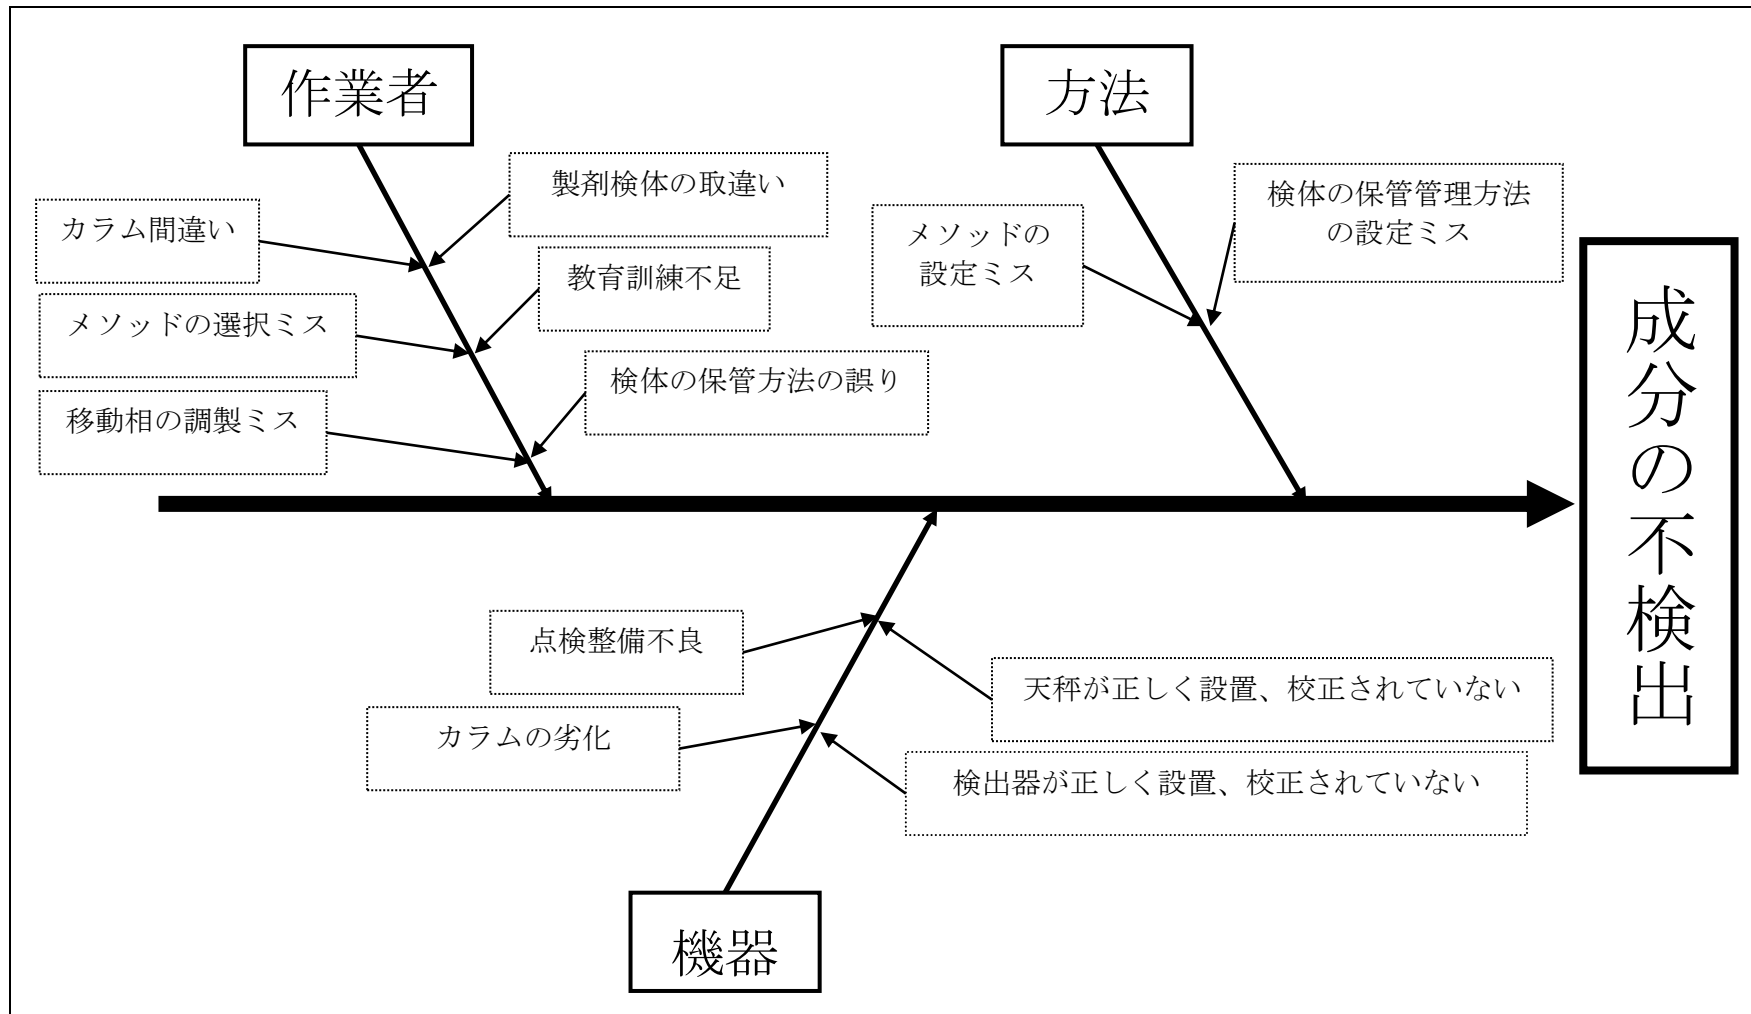 作業者
方法
製剤検体の取違い
カラム間違い
検体の保管管理方法
の設定ミス
メソッドの
設定ミス
教育訓練不足
メソッドの選択ミス
検体の保管方法の誤り
移動相の調製ミス
成分の不検出
点検整備不良
天秤が正しく設置、校正されていない
カラムの劣化
検出器が正しく設置、校正されていない
機器